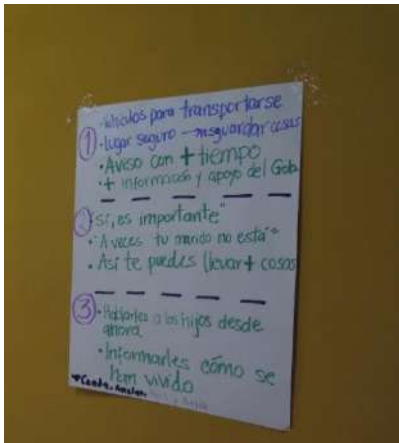 · Vehículos para transportarse
① · lugar seguro → resguardar cosas
· Aviso con + tiempo
· + información y apoyo del Gob.
② "Sí, es importante"
· "A veces tu marido no está"
· Así te puedes llevar + cosas
③ · Hablarles a los hijos desde
ahora
· Informarles cómo se
han vivido